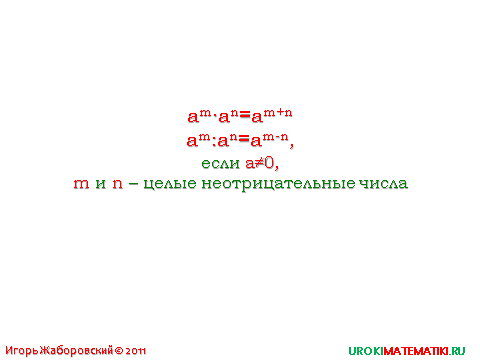 aᵐ·aⁿ=aᵐ⁺ⁿ
aᵐ:aⁿ=aᵐ⁻ⁿ,
если a≠0,
m и n – целые неотрицательные числа
Игорь Жаборовский © 2011
UROKIMATEMATIKI.RU